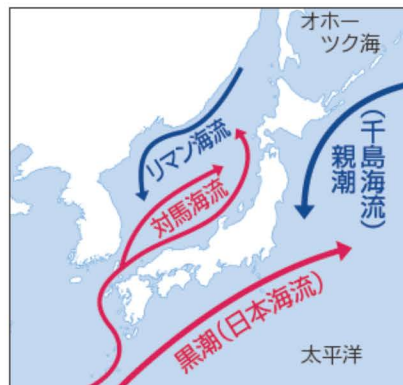 オホー
ツク海
リマン海流
対馬海流
(千島海流)
親潮
黒潮(日本海流)
太平洋